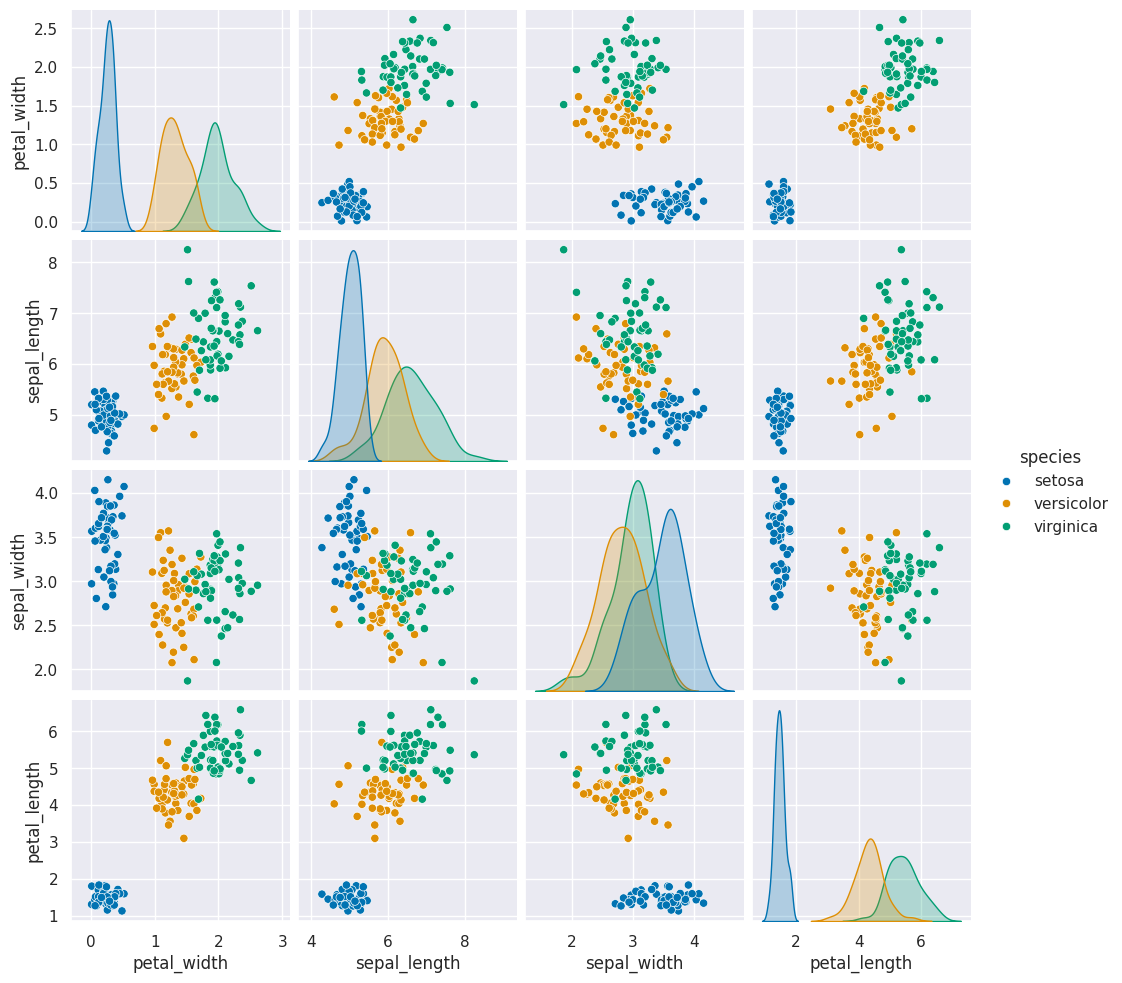 petal_width
2.5
2.0
1.5
1.0
0.5
0.0
sepal_length
8
7
6
5
sepal_width
4.0
3.5
3.0
2.5
2.0
petal_length
6
5
4
3
2
1
0 1 2 3
4 6 8
2 3 4
2 4 6
petal_width
sepal_length
sepal_width
petal_length
species
setosa
versicolor
virginica